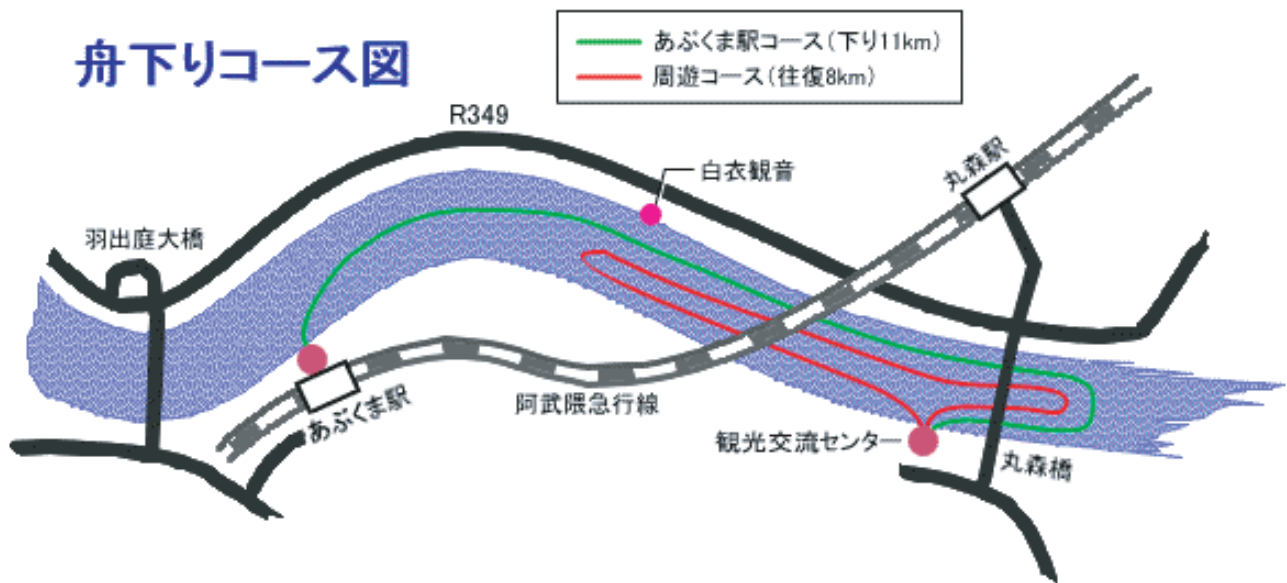 舟下りコース図
あぶくま駅コース(下り11km)
周遊コース(往復8km)
R349
白衣観音
丸森駅
羽出庭大橋
あぶくま駅
阿武隈急行線
観光交流センター
丸森橋